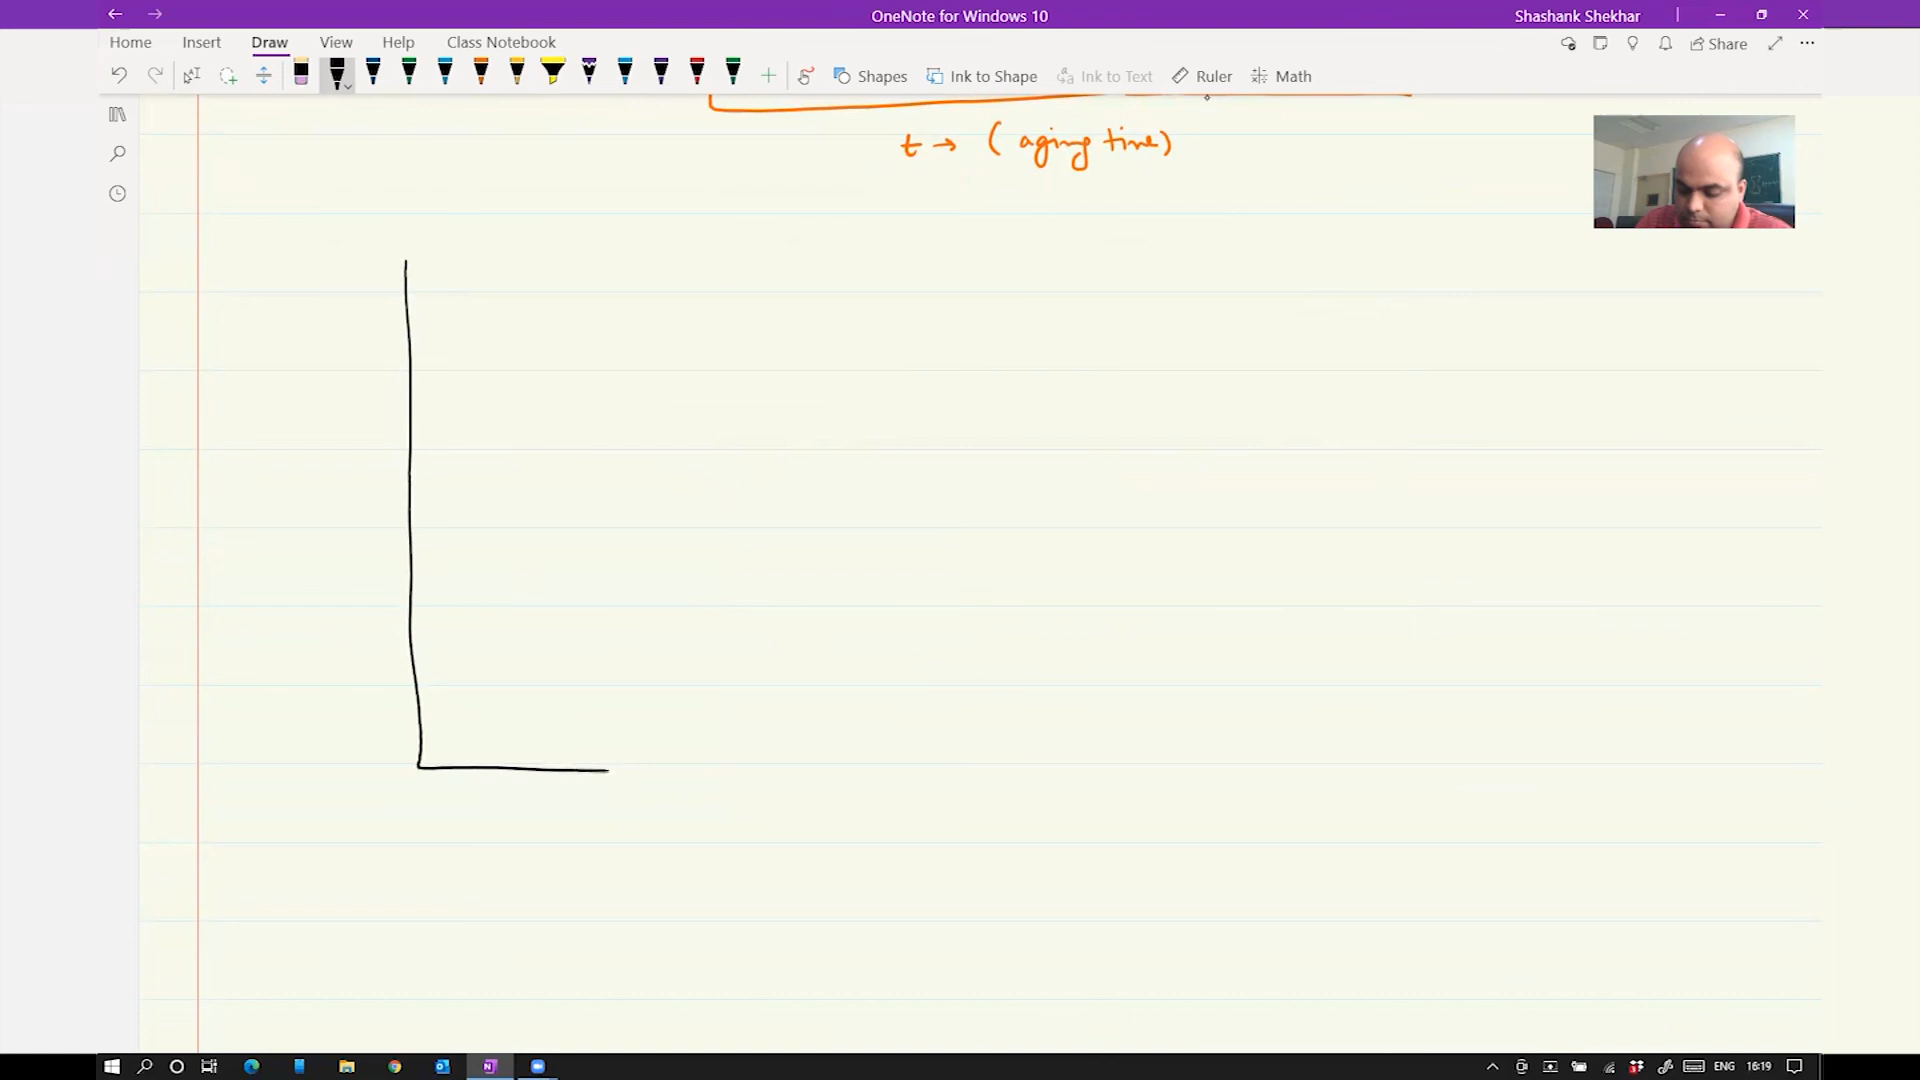 OneNote for Windows 10
Shashank Shekhar
Home Insert Draw View Help Class Notebook
Share
Shapes Ink to Shape Ink to Text Ruler Math
t → ( aging time)
ENG 16:19